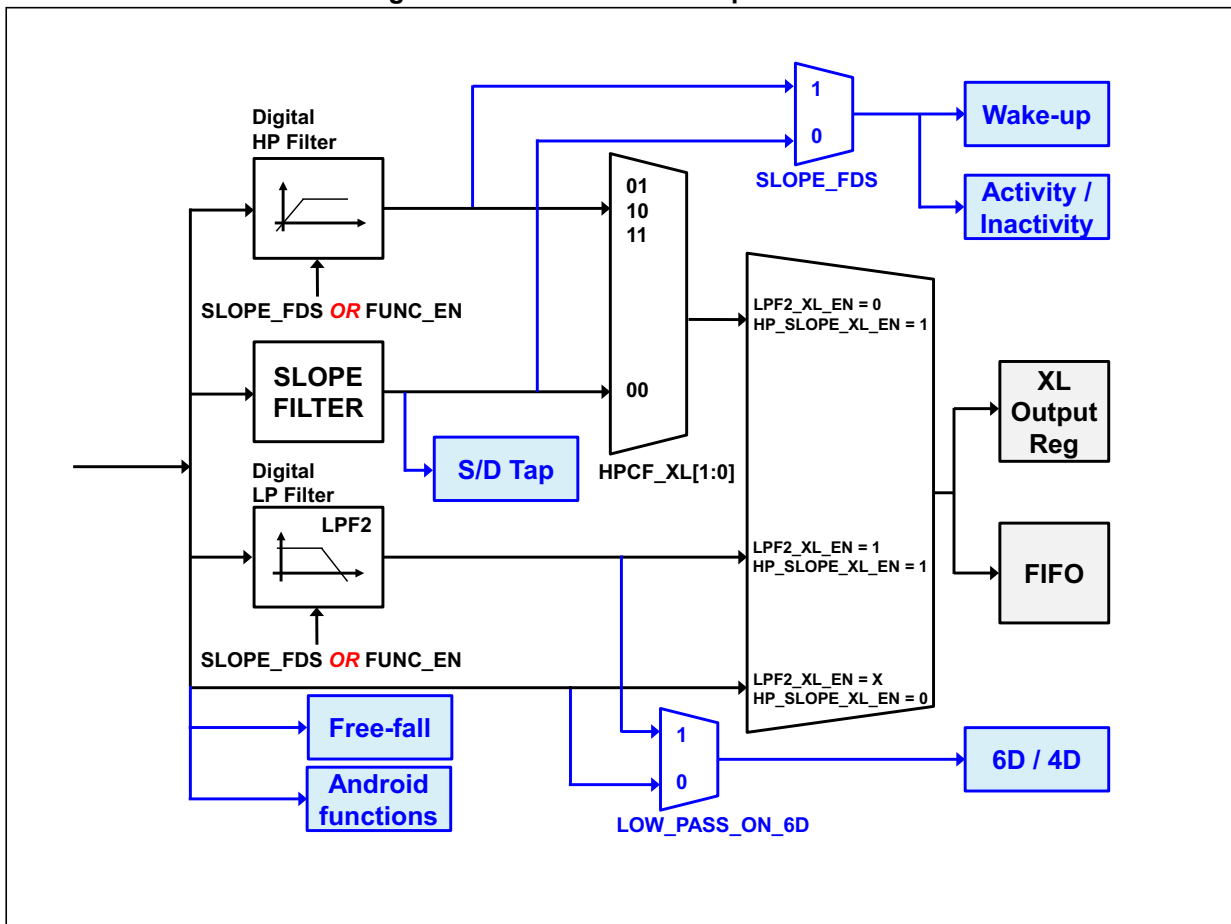 Digital
HP Filter
SLOPE_FDS OR FUNC_EN
SLOPE
FILTER
S/D Tap
Digital
LP Filter
LPF2
SLOPE_FDS OR FUNC_EN
Free-fall
Android
functions
01
10
11
00
HPCF_XL[1:0]
1
0
SLOPE_FDS
Wake-up
Activity /
Inactivity
LPF2_XL_EN = 0
HP_SLOPE_XL_EN = 1
LPF2_XL_EN = 1
HP_SLOPE_XL_EN = 1
LPF2_XL_EN = X
HP_SLOPE_XL_EN = 0
XL
Output
Reg
FIFO
1
0
LOW_PASS_ON_6D
6D / 4D